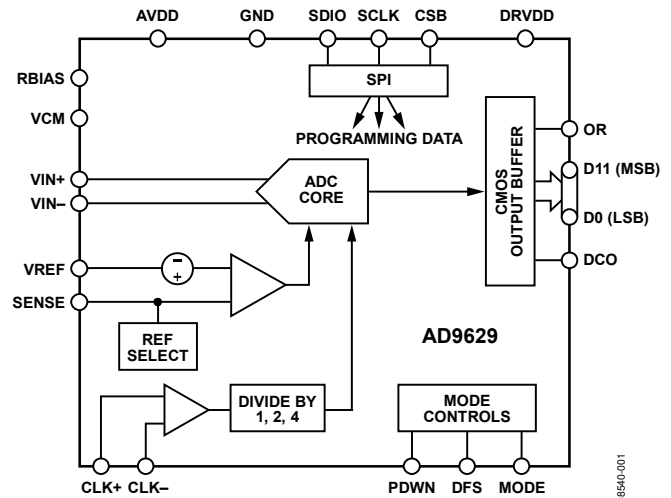 AVDD GND SDIO SCLK CSB DRVDD
RBIAS
SPI
VCM
PROGRAMMING DATA
OR
VIN+
VIN–
ADC
CORE
CMOS
OUTPUT BUFFER
D11 (MSB)
D0 (LSB)
VREF
–
+
DCO
SENSE
REF
SELECT
AD9629
DIVIDE BY
1, 2, 4
MODE
CONTROLS
CLK+ CLK– PDWN DFS MODE
8540-001